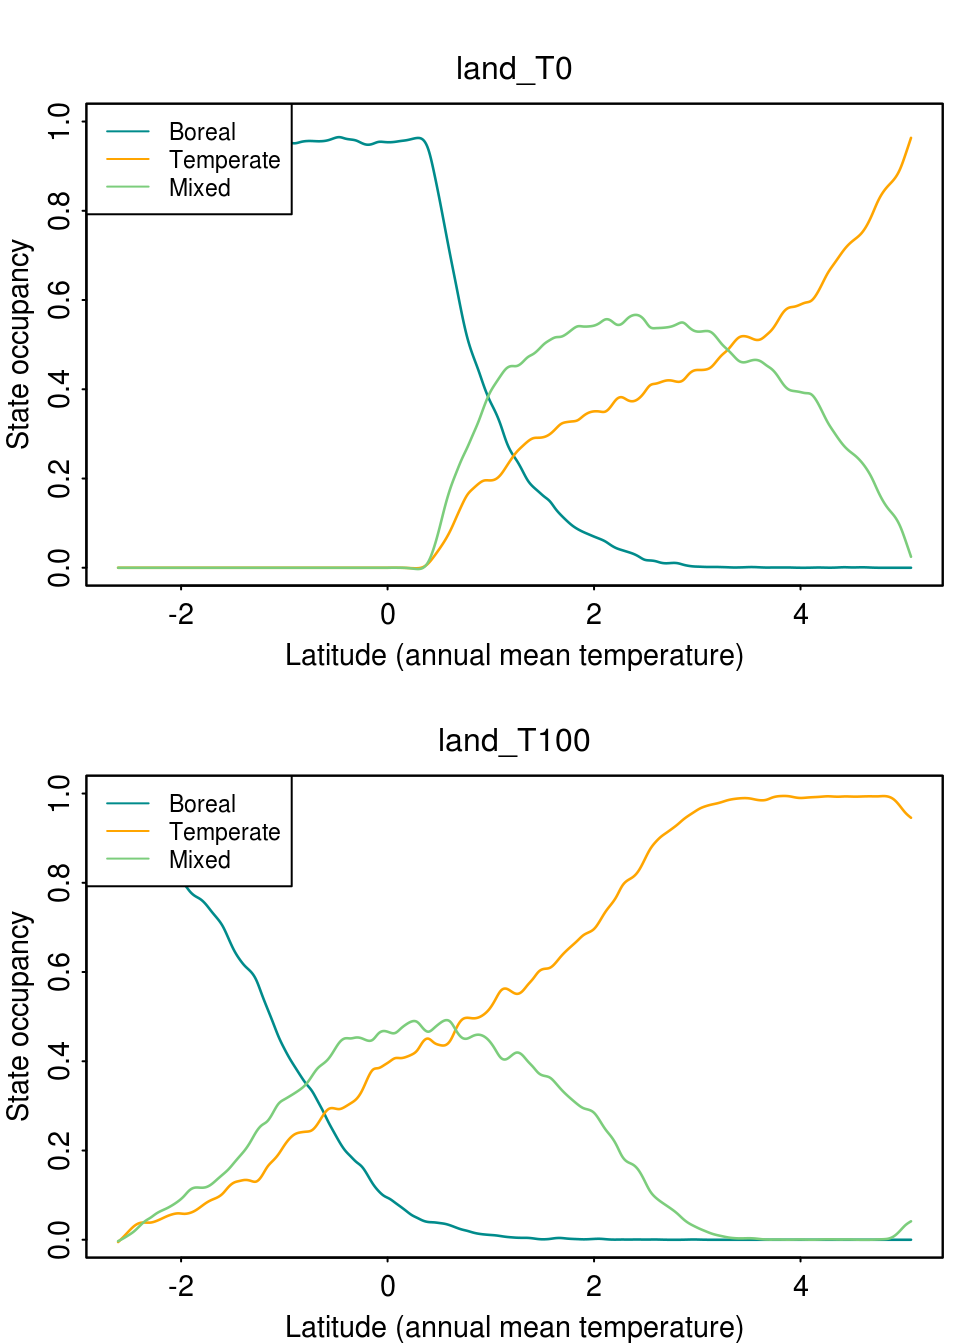 land_T0
Boreal
Temperate
Mixed
State occupancy
0.0
0.2
0.4
0.6
0.8
1.0
-2
0
2
4
Latitude (annual mean temperature)
land_T100
Boreal
Temperate
Mixed
State occupancy
0.0
0.2
0.4
0.6
0.8
1.0
-2
0
2
4
Latitude (annual mean temperature)